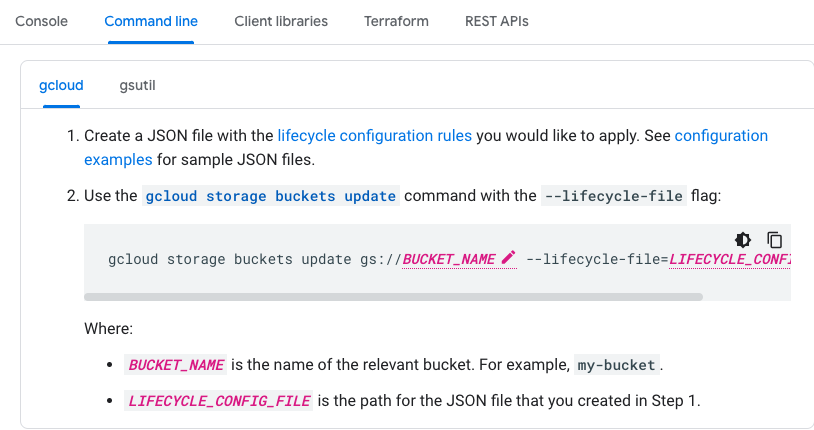 Console Command line Client libraries Terraform REST APIs
gcloud gsutil
1. Create a JSON file with the lifecycle configuration rules you would like to apply. See configuration
examples for sample JSON files.
2. Use the gcloud storage buckets update command with the --lifecycle-file flag:
gcloud storage buckets update gs://BUCKET_NAME --lifecycle-file=LIFECYCLE_CONFI
Where:
• BUCKET_NAME is the name of the relevant bucket. For example, my-bucket.
• LIFECYCLE_CONFIG_FILE is the path for the JSON file that you created in Step 1.